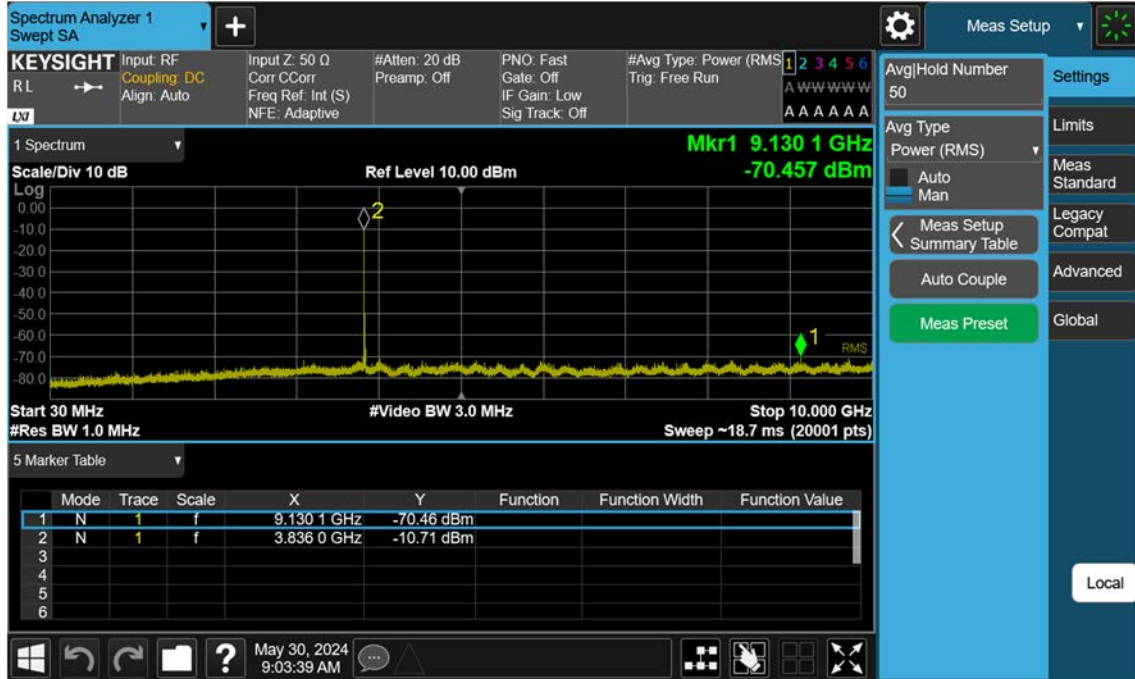 Spectrum Analyzer 1
Swept SA
+
Meas Setup
KEYSIGHT
R L
LXI
Input: RF
Coupling: DC
Align: Auto
Input Z: 50 Ω
Corr CCorr
Freq Ref: Int (S)
NFE: Adaptive
#Atten: 20 dB
Preamp: Off
PNO: Fast
Gate: Off
IF Gain: Low
Sig Track: Off
#Avg Type: Power (RMS
Trig: Free Run
1 2 3 4 5 6
A W W W W W
A A A A A A
1 Spectrum
Mkr1 9.130 1 GHz
Scale/Div 10 dB
Ref Level 10.00 dBm
-70.457 dBm
Log
0.00
-10.0
-20.0
-30.0
-40.0
-50.0
-60.0
-70.0
-80.0
2
1
RMS
Start 30 MHz
#Video BW 3.0 MHz
Stop 10.000 GHz
#Res BW 1.0 MHz
Sweep ~18.7 ms (20001 pts)
5 Marker Table
Mode Trace Scale X Y Function Function Width Function Value
1 N 1 f 9.130 1 GHz -70.46 dBm
2 N 1 f 3.836 0 GHz -10.71 dBm
3
4
5
6
?
May 30, 2024
9:03:39 AM
Avg|Hold Number
50
Avg Type
Power (RMS)
Auto
Man
Meas Setup
Summary Table
Auto Couple
Meas Preset
Settings
Limits
Meas
Standard
Legacy
Compat
Advanced
Global
Local